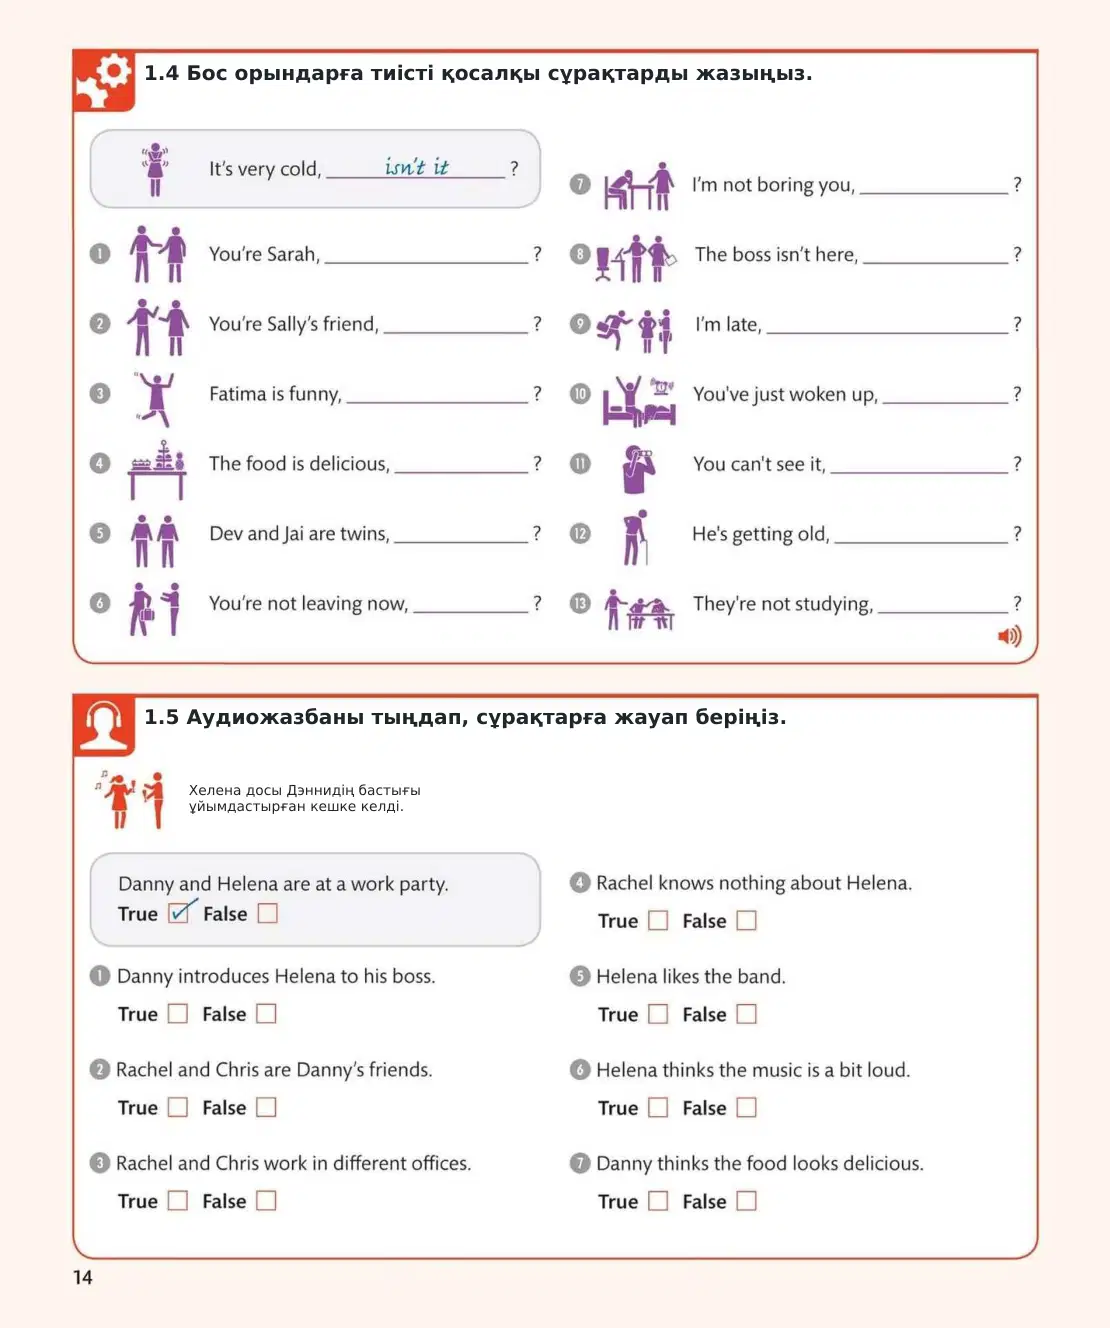 1.4 Бос орындарға тиісті қосалқы сұрақтарды жазыңыз.
It's very cold, isn't it ?
1 You're Sarah, ?
2 You're Sally's friend, ?
3 Fatima is funny, ?
4 The food is delicious, ?
5 Dev and Jai are twins, ?
6 You're not leaving now, ?
7 I'm not boring you, ?
8 The boss isn't here, ?
9 I'm late, ?
10 You've just woken up, ?
11 You can't see it, ?
12 He's getting old, ?
13 They're not studying, ?
1.5 Аудиожазбаны тыңдап, сұрақтарға жауап беріңіз.
Хелена досы Дэннидің бастығы
ұйымдастырған кешке келді.
Danny and Helena are at a work party.
True False
1 Danny introduces Helena to his boss.
True False
2 Rachel and Chris are Danny's friends.
True False
3 Rachel and Chris work in different offices.
True False
4 Rachel knows nothing about Helena.
True False
5 Helena likes the band.
True False
6 Helena thinks the music is a bit loud.
True False
7 Danny thinks the food looks delicious.
True False
14